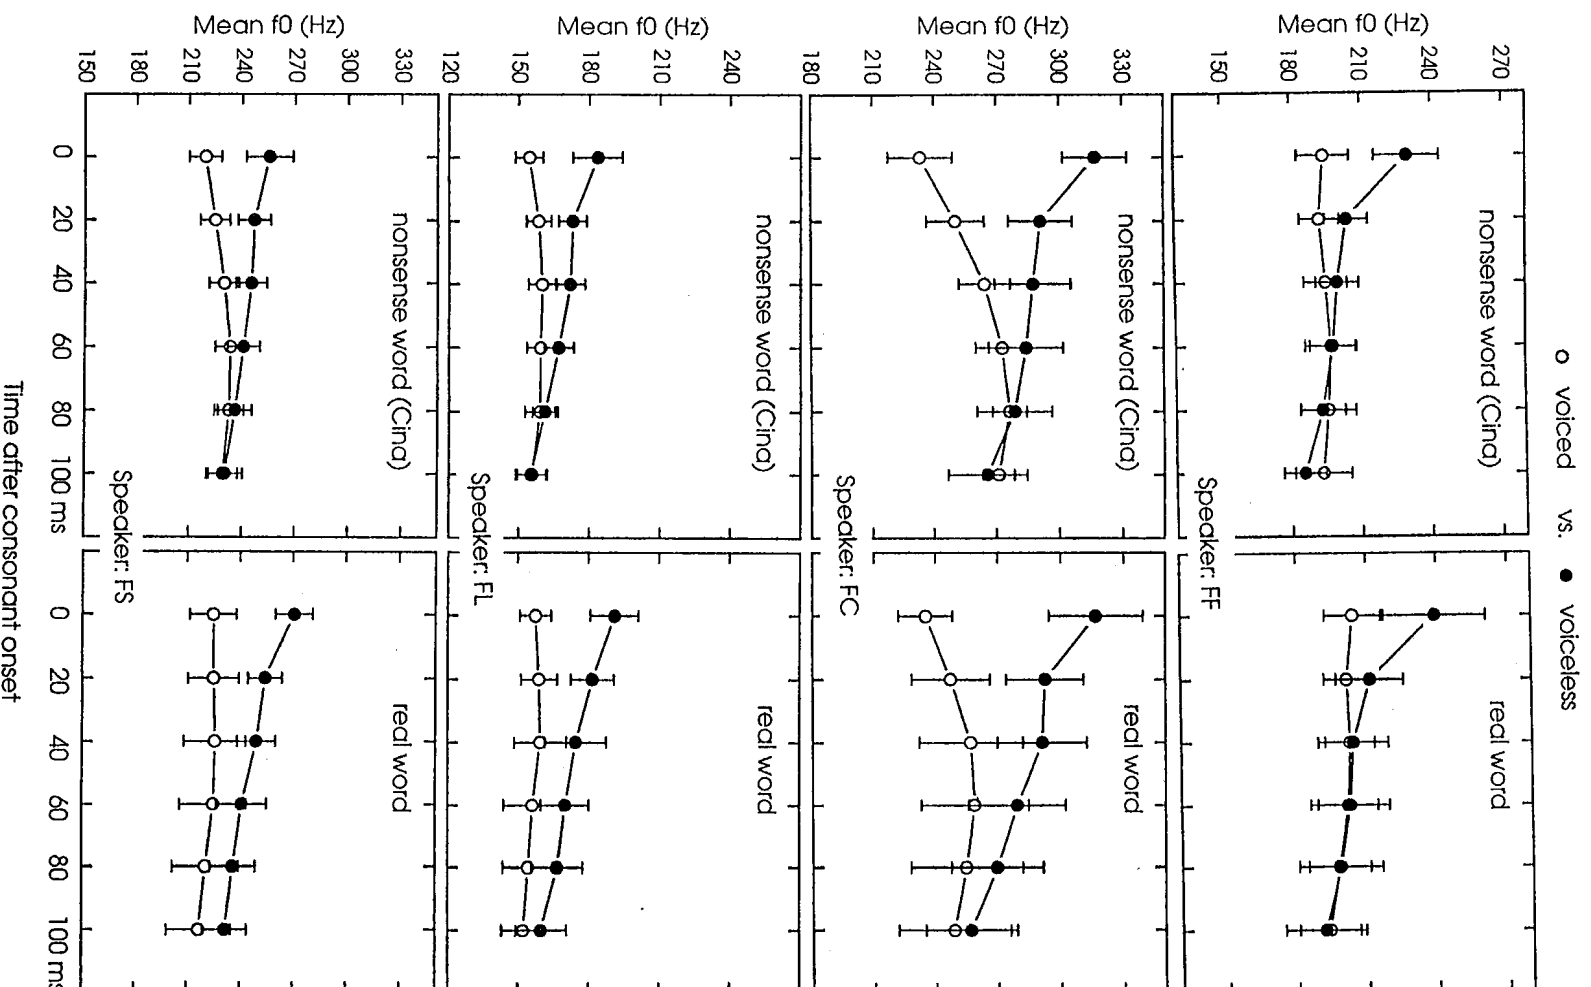 voiced vs. voiceless
nonsense word (Cina) real word
Mean f0 (Hz)
270
240
210
180
150
Speaker: FF
nonsense word (Cina) real word
Mean f0 (Hz)
330
300
270
240
210
180
Speaker: FC
nonsense word (Cina) real word
Mean f0 (Hz)
240
210
180
150
120
Speaker: FL
nonsense word (Cina) real word
Mean f0 (Hz)
330
300
270
240
210
180
150
Speaker: FS
0 20 40 60 80 100 ms 0 20 40 60 80 100 ms
Time after consonant onset